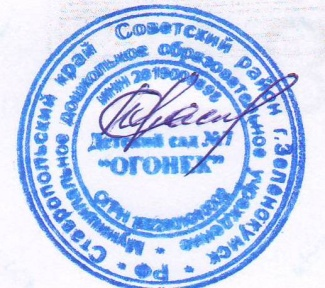 РФ • Ставропольский край Советский район г.Зеленокумск
Муниципальное дошкольное образовательное учреждение
Детский сад №7
"ОГОНЕК"